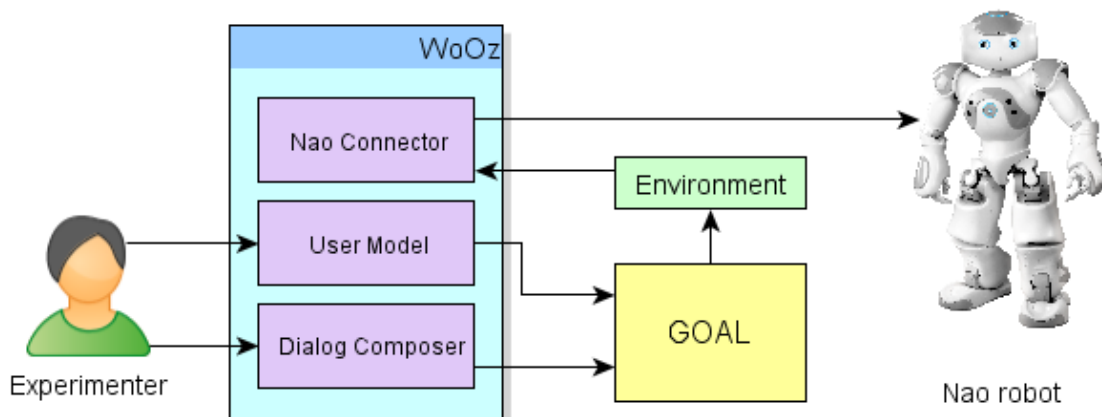 WoOz
Nao Connector
Environment
User Model
GOAL
Dialog Composer
Experimenter
Nao robot